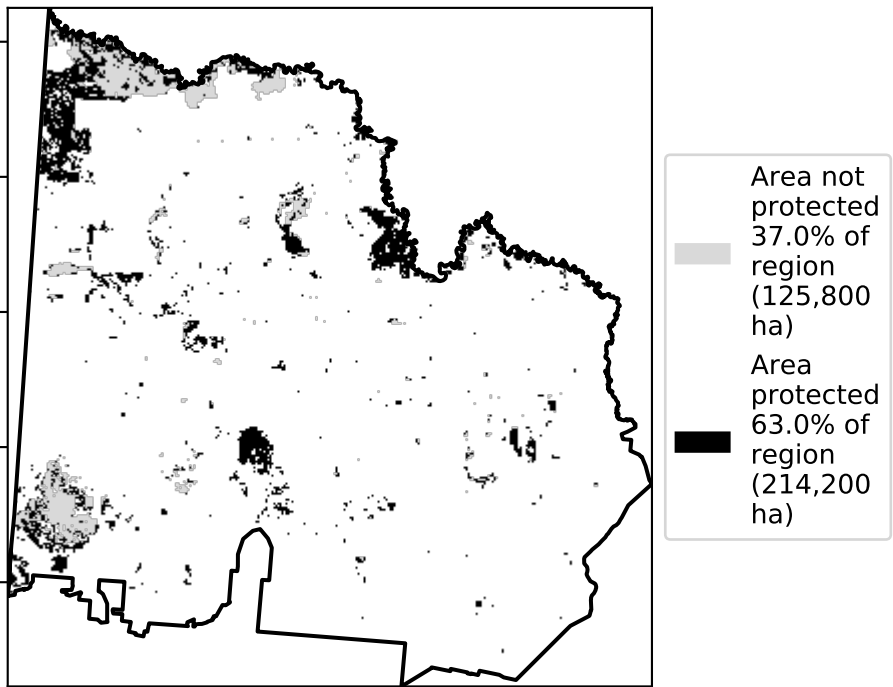 Area not
protected
37.0% of
region
(125,800
ha)
Area
protected
63.0% of
region
(214,200
ha)